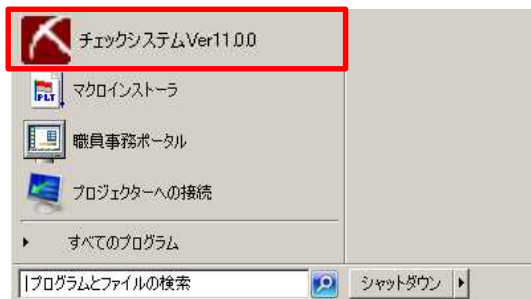 チェックシステムVer11.0.0
PLT
マクロインストーラ
職員事務ポータル
プロジェクターへの接続
すべてのプログラム
プログラムとファイルの検索
シャットダウン